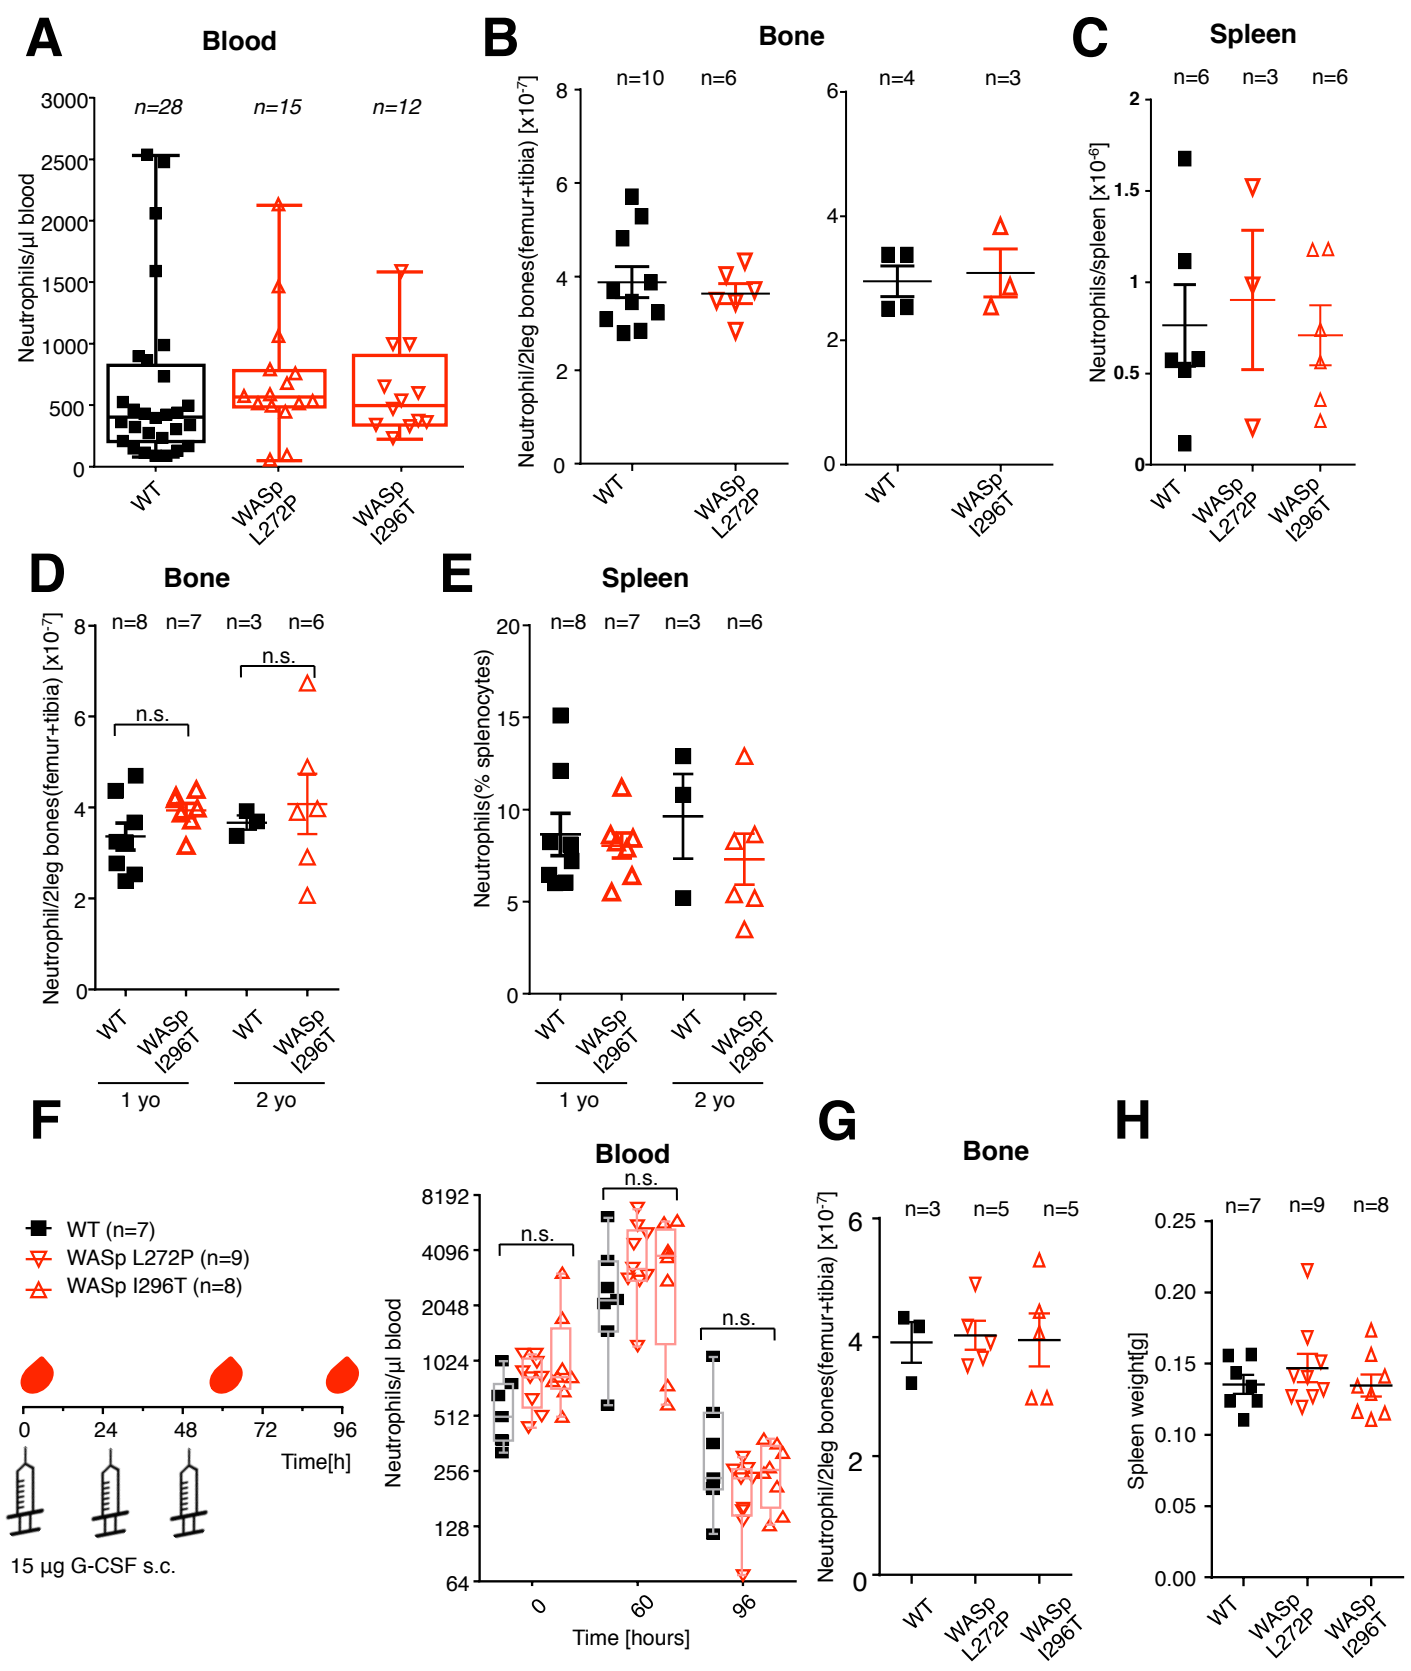 A
Blood
n=28
n=15
n=12
Neutrophils/µl blood
3000
2500
2000
1500
1000
500
0
WT
WASp
L272P
WASp
I296T
B
Bone
n=10
n=6
Neutrophil/2leg bones(femur+tibia) [x10-7]
8
6
4
2
0
WT
WASp
L272P
n=4
n=3
6
4
2
0
WT
WASp
I296T
C
Spleen
n=6
n=3
n=6
Neutrophils/spleen [x10-6]
2
1.5
1
0.5
0
WT
WASp
L272P
WASp
I296T
D
Bone
n=8
n=7
n=3
n=6
n.s.
n.s.
Neutrophil/2leg bones(femur+tibia) [x10-7]
8
6
4
2
0
WT
WASp
I296T
WT
WASp
I296T
1 yo
2 yo
E
Spleen
n=8
n=7
n=3
n=6
Neutrophils(% splenocytes)
20
15
10
5
0
WT
WASp
I296T
WT
WASp
I296T
1 yo
2 yo
F
WT (n=7)
WASp L272P (n=9)
WASp I296T (n=8)
0
24
48
72
96
Time[h]
15 µg G-CSF s.c.
Blood
n.s.
n.s.
n.s.
Neutrophils/µl blood
8192
4096
2048
1024
512
256
128
64
0
60
96
Time [hours]
G
Bone
n=3
n=5
n=5
Neutrophil/2leg bones(femur+tibia) [x10-7]
6
4
2
0
WT
WASp
L272P
WASp
I296T
H
n=7
n=9
n=8
Spleen weight[g]
0.25
0.20
0.15
0.10
0.05
0.00
WT
WASp
L272P
WASp
I296T